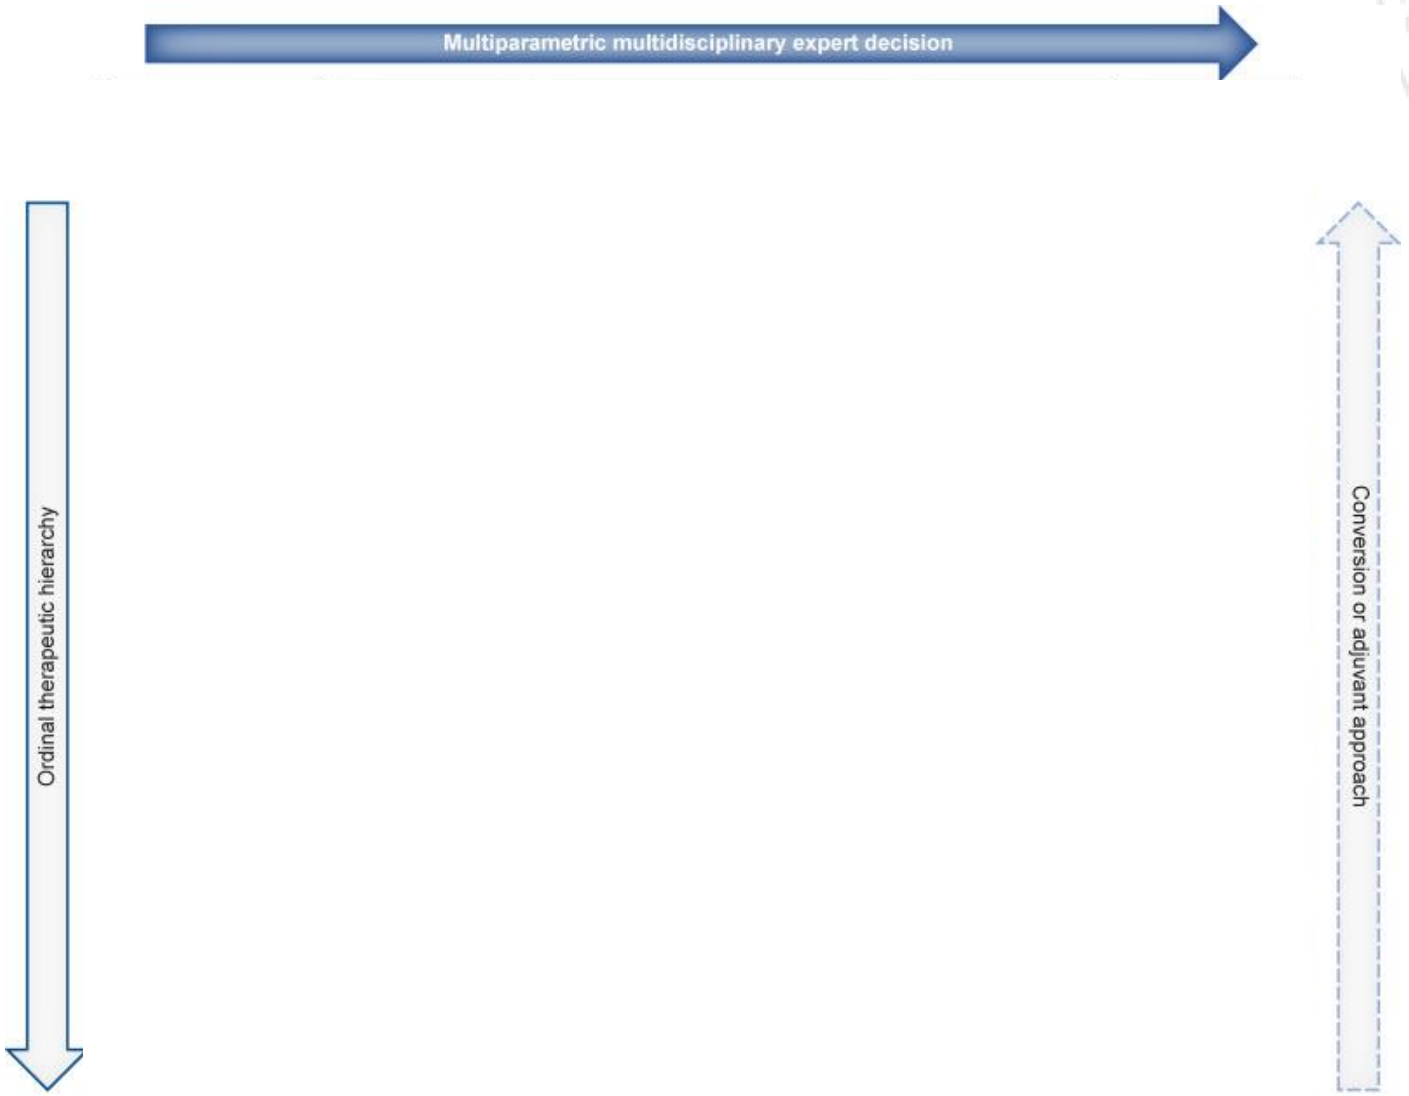 Multiparametric multidisciplinary expert decision
Ordinal therapeutic hierarchy
Conversion or adjuvant approach